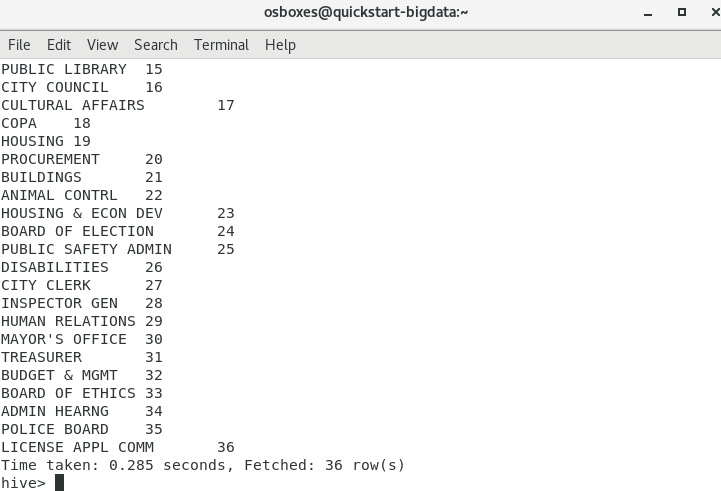 osboxes@quickstart-bigdata:~
File Edit View Search Terminal Help
PUBLIC LIBRARY 15
CITY COUNCIL 16
CULTURAL AFFAIRS 17
COPA 18
HOUSING 19
PROCUREMENT 20
BUILDINGS 21
ANIMAL CONTRL 22
HOUSING & ECON DEV 23
BOARD OF ELECTION 24
PUBLIC SAFETY ADMIN 25
DISABILITIES 26
CITY CLERK 27
INSPECTOR GEN 28
HUMAN RELATIONS 29
MAYOR'S OFFICE 30
TREASURER 31
BUDGET & MGMT 32
BOARD OF ETHICS 33
ADMIN HEARNG 34
POLICE BOARD 35
LICENSE APPL COMM 36
Time taken: 0.285 seconds, Fetched: 36 row(s)
hive>